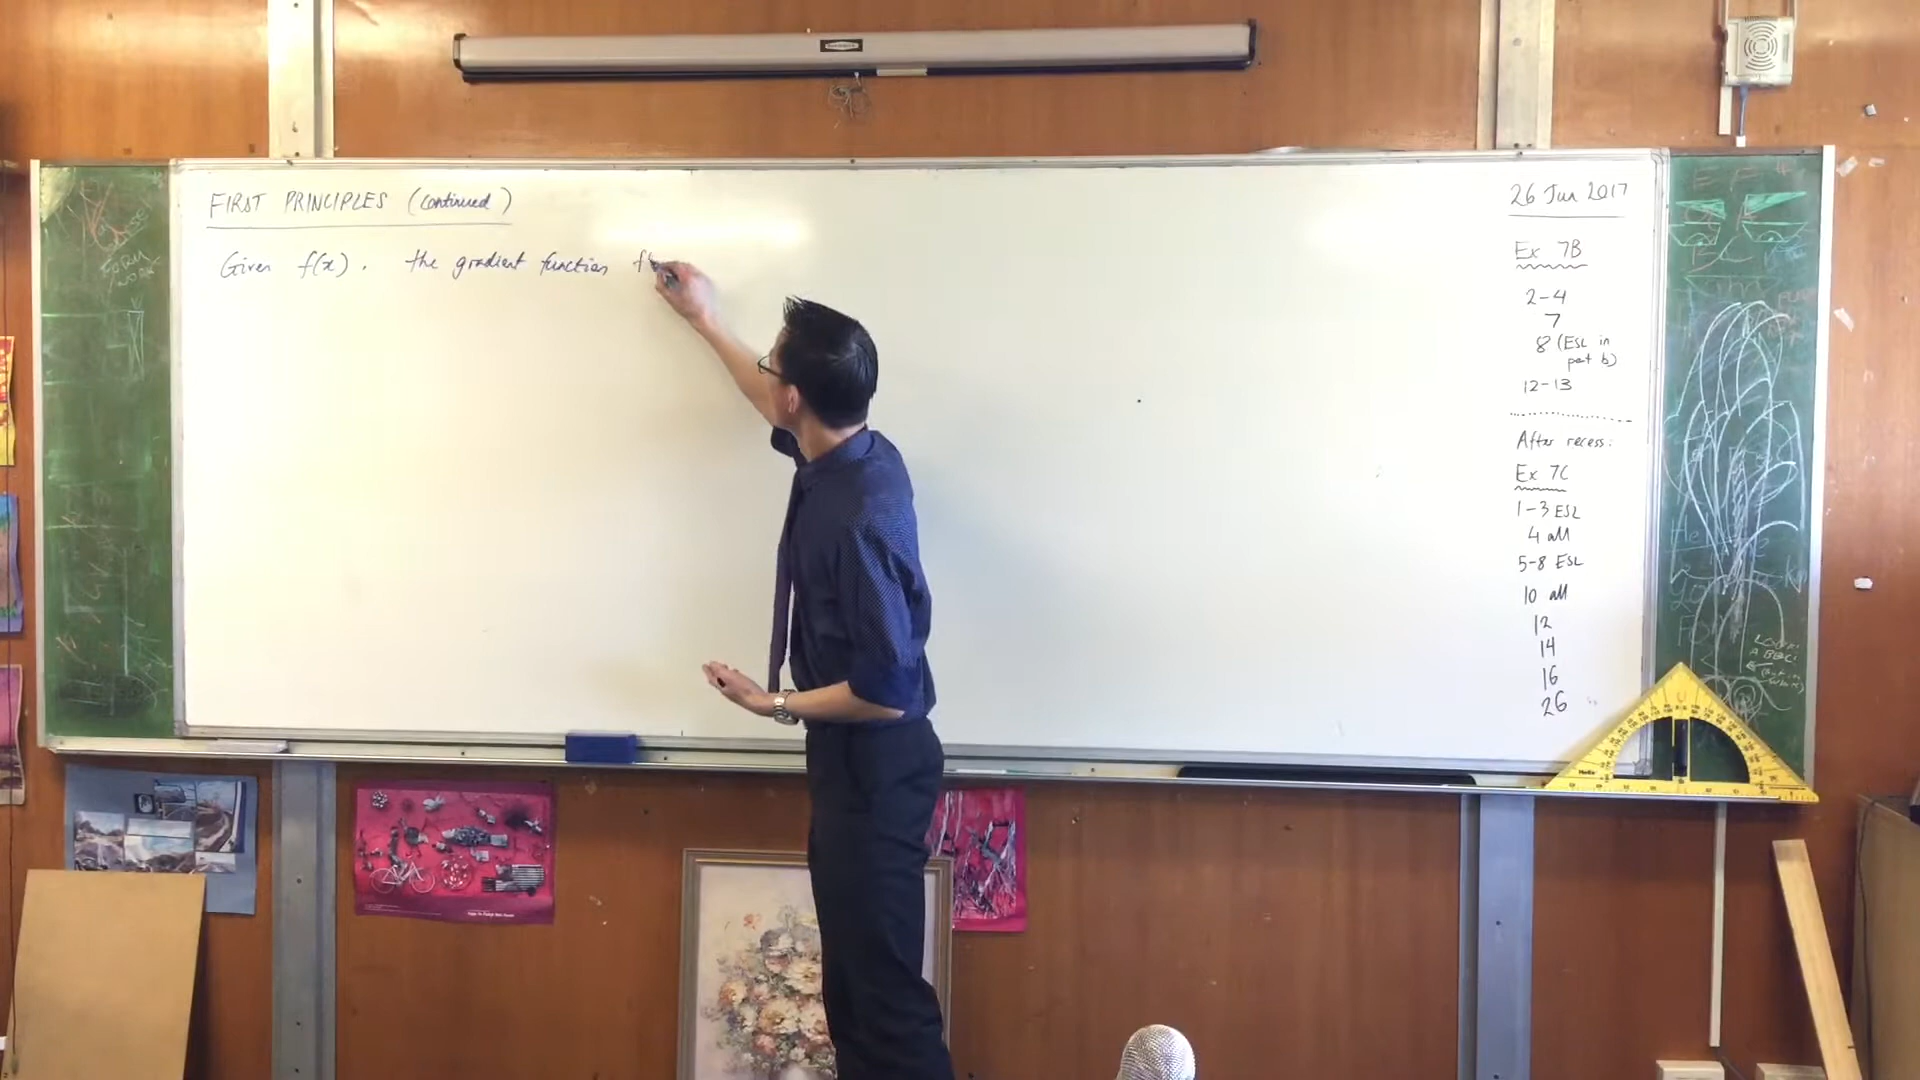 FIRST PRINCIPLES (continued)
Given f(x), the gradient function f'
26 Jun 2017
Ex 7B
2-4
7
8 (ESL in
part b)
12-13
After recess:
Ex 7C
1-3 ESL
4 all
5-8 ESL
10 all
12
14
16
26